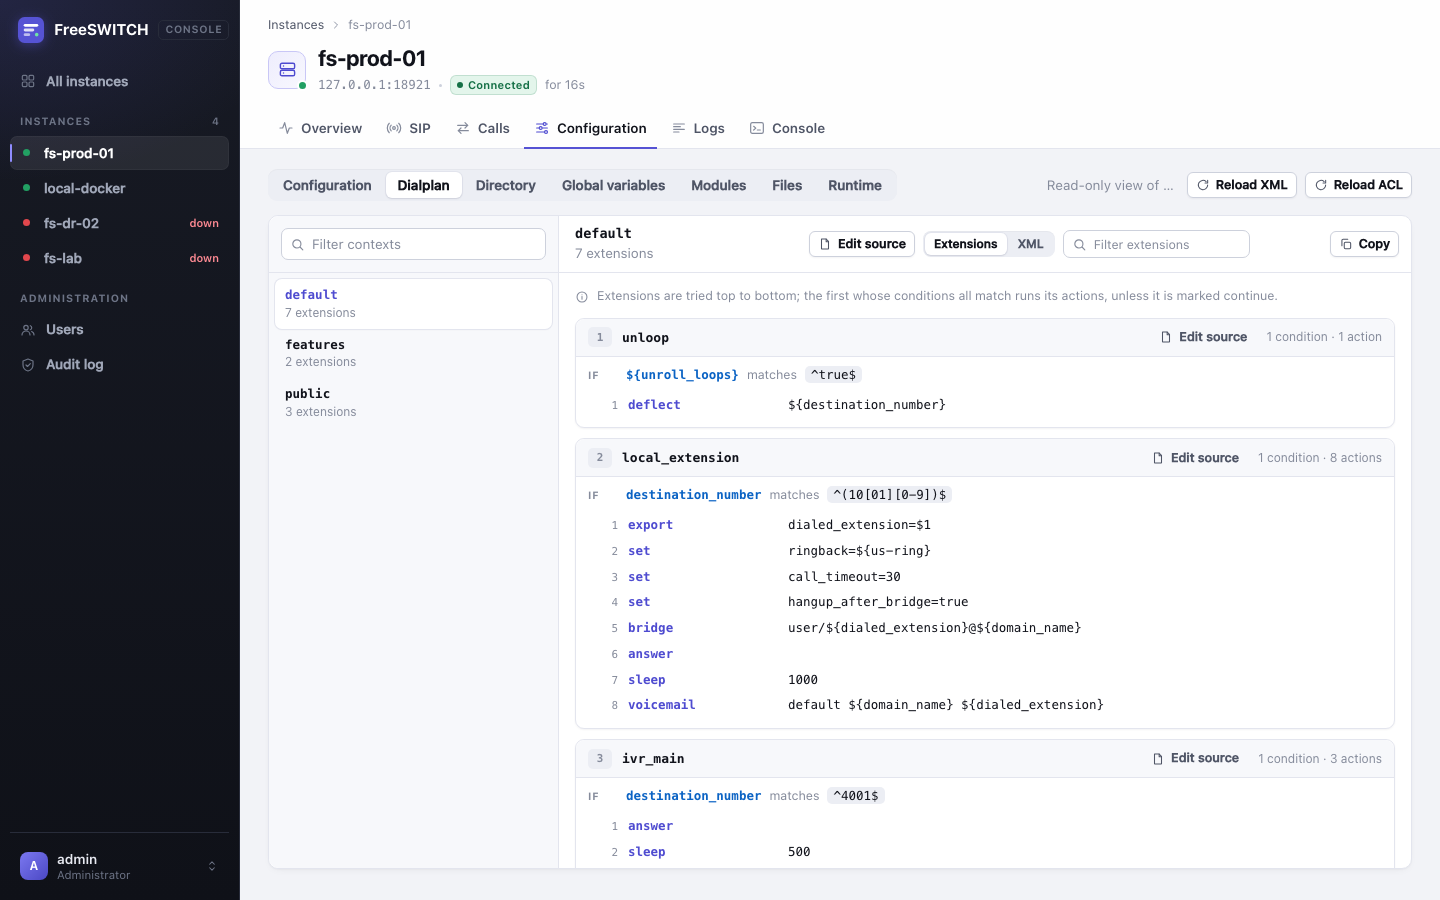 FreeSWITCH CONSOLE
All instances
INSTANCES 4
fs-prod-01
local-docker
fs-dr-02 down
fs-lab down
ADMINISTRATION
Users
Audit log
A admin
Administrator
Instances > fs-prod-01
fs-prod-01
127.0.0.1:18921 • Connected for 16s
Overview SIP Calls Configuration Logs Console
Configuration Dialplan Directory Global variables Modules Files Runtime Read-only view of ... Reload XML Reload ACL
Filter contexts
default
7 extensions
features
2 extensions
public
3 extensions
default
7 extensions
Edit source Extensions XML Filter extensions Copy
Extensions are tried top to bottom; the first whose conditions all match runs its actions, unless it is marked continue.
1 unloop Edit source 1 condition · 1 action
IF ${unroll_loops} matches ^true$
1 deflect ${destination_number}
2 local_extension Edit source 1 condition · 8 actions
IF destination_number matches ^(10[01][0-9])$
1 export dialed_extension=$1
2 set ringback=${us-ring}
3 set call_timeout=30
4 set hangup_after_bridge=true
5 bridge user/${dialed_extension}@${domain_name}
6 answer
7 sleep 1000
8 voicemail default ${domain_name} ${dialed_extension}
3 ivr_main Edit source 1 condition · 3 actions
IF destination_number matches ^4001$
1 answer
2 sleep 500